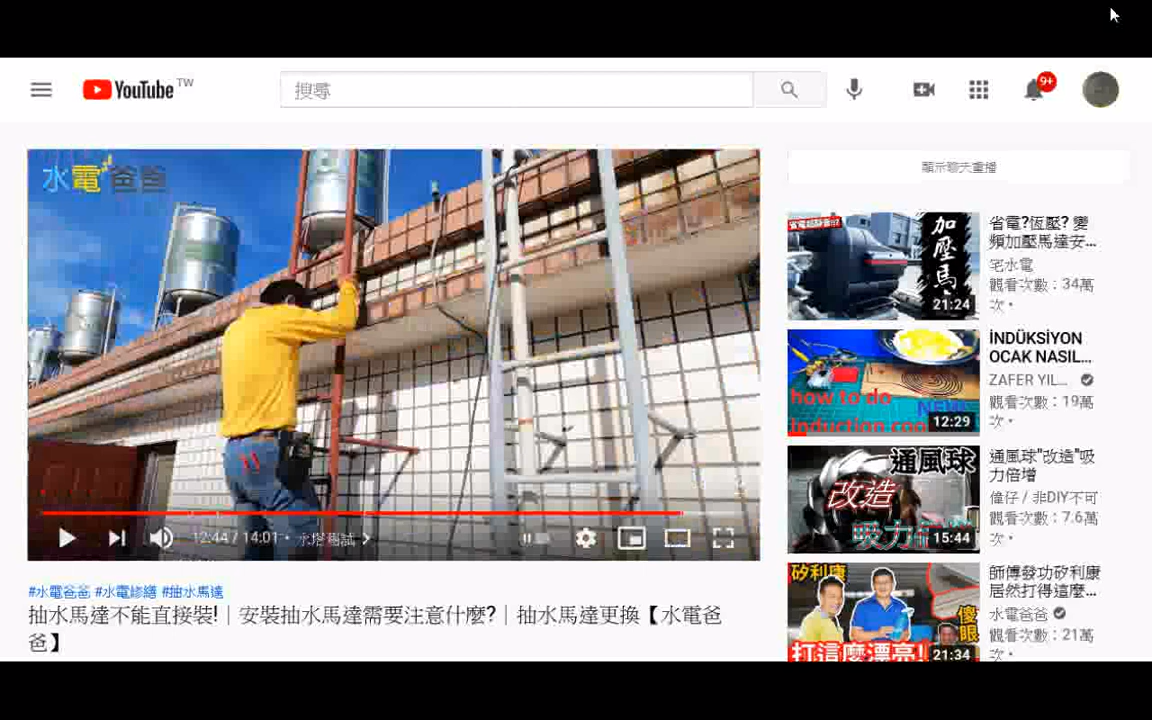 YouTube TW
搜尋
9+
水電爸爸
12:44 / 14:01 •
顯示聊天重播
#水電爸爸 #水電修繕 #抽水馬達
抽水馬達不能直接裝!｜安裝抽水馬達需要注意什麼?｜抽水馬達更換【水電爸
爸】
加壓馬
21:24
省電?恆壓? 變
頻加壓馬達安...
宅水電
觀看次數：34萬
次・
how to do
induction coo
12:29
İNDÜKSİYON
OCAK NASIL...
ZAFER YIL...
觀看次數：19萬
次・
通風球
改造
吸力倍增
15:44
通風球"改造"吸
力倍增
偉仔 / 非DIY不可
觀看次數：7.6萬
次・
矽利康
傻眼
打這麼漂亮!
21:34
師傅發功矽利康
居然打得這麼...
水電爸爸
觀看次數：21萬
次・